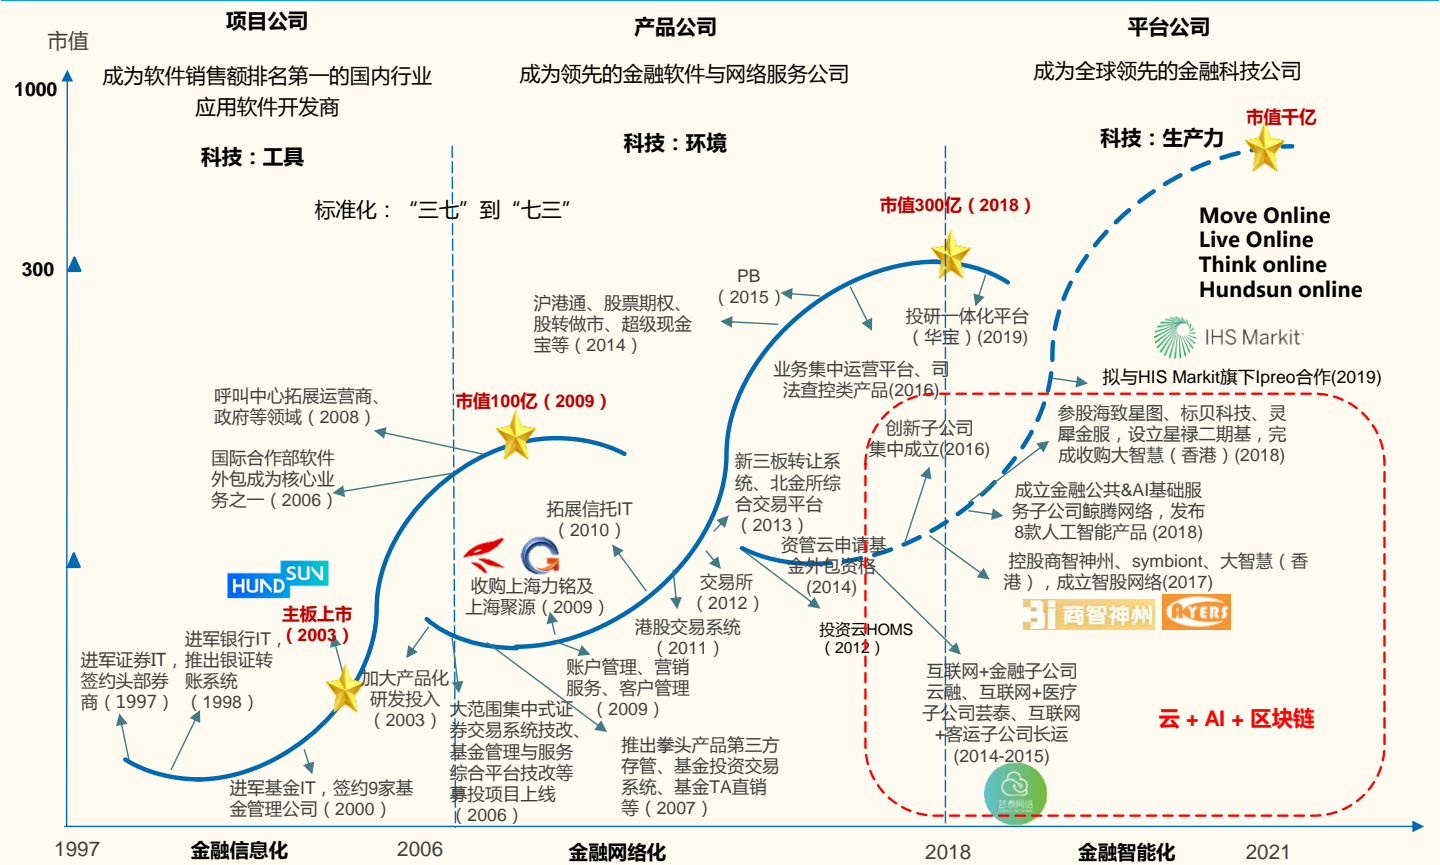 项目公司
产品公司
平台公司
市值
成为软件销售额排名第一的国内行业
应用软件开发商
成为领先的金融软件与网络服务公司
成为全球领先的金融科技公司
1000
市值千亿
科技：工具
科技：环境
科技：生产力
标准化：“三七”到“七三”
市值300亿（2018）
Move Online
Live Online
Think online
Hundsun online
300
PB
（2015）
沪港通、股票期权、
股转做市、超级现金
宝等（2014）
投研一体化平台
（华宝）(2019)
IHS Markit
业务集中运营平台、司
法查控类产品(2016)
拟与HIS Markit旗下Ipreo合作(2019)
呼叫中心拓展运营商、
政府等领域（2008）
市值100亿（2009）
创新子公司
集中成立(2016)
参股海致星图、标贝科技、灵
犀金服，设立星禄二期基，完
成收购大智慧（香港）(2018)
国际合作部软件
外包成为核心业
务之一（2006）
新三板转让系
统、北金所综
合交易平台
（2013）
成立金融公共&AI基础服
务子公司鲸腾网络，发布
8款人工智能产品 (2018)
拓展信托IT
（2010）
资管云申请基
金外包资格
(2014)
控股商智神州、symbiont、大智慧（香
港），成立智股网络(2017)
HUNDSUN
收购上海力铭及
上海聚源（2009）
交易所
（2012）
商智神州
AYERS
主板上市
（2003）
港股交易系统
（2011）
投资云HOMS
（2012）
进军证券IT，
签约头部券
商（1997）
进军银行IT，
推出银证转
账系统
（1998）
加大产品化
研发投入
（2003）
账户管理、营销
服务、客户管理
（2009）
互联网+金融子公司
云融、互联网+医疗
子公司芸泰、互联网
+客运子公司长运
(2014-2015)
大范围集中式证
券交易系统技改、
基金管理与服务
综合平台技改等
募投项目上线
（2006）
云 + AI + 区块链
推出拳头产品第三方
存管、基金投资交易
系统、基金TA直销
等（2007）
进军基金IT，签约9家基
金管理公司（2000）
芸泰网络
1997
金融信息化
2006
金融网络化
2018
金融智能化
2021